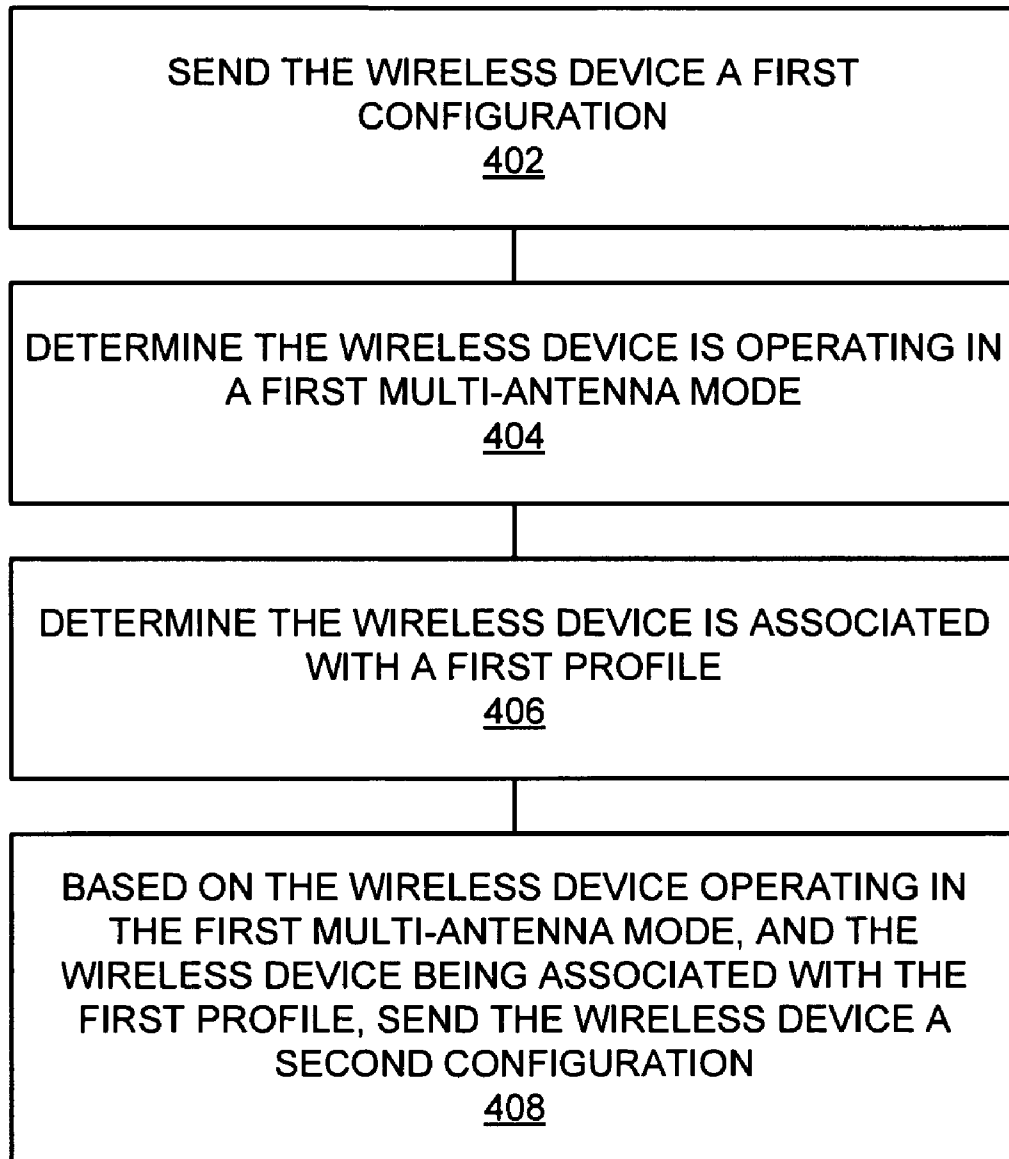 SEND THE WIRELESS DEVICE A FIRST
CONFIGURATION
402
DETERMINE THE WIRELESS DEVICE IS OPERATING IN
A FIRST MULTI-ANTENNA MODE
404
DETERMINE THE WIRELESS DEVICE IS ASSOCIATED
WITH A FIRST PROFILE
406
BASED ON THE WIRELESS DEVICE OPERATING IN
THE FIRST MULTI-ANTENNA MODE, AND THE
WIRELESS DEVICE BEING ASSOCIATED WITH THE
FIRST PROFILE, SEND THE WIRELESS DEVICE A
SECOND CONFIGURATION
408